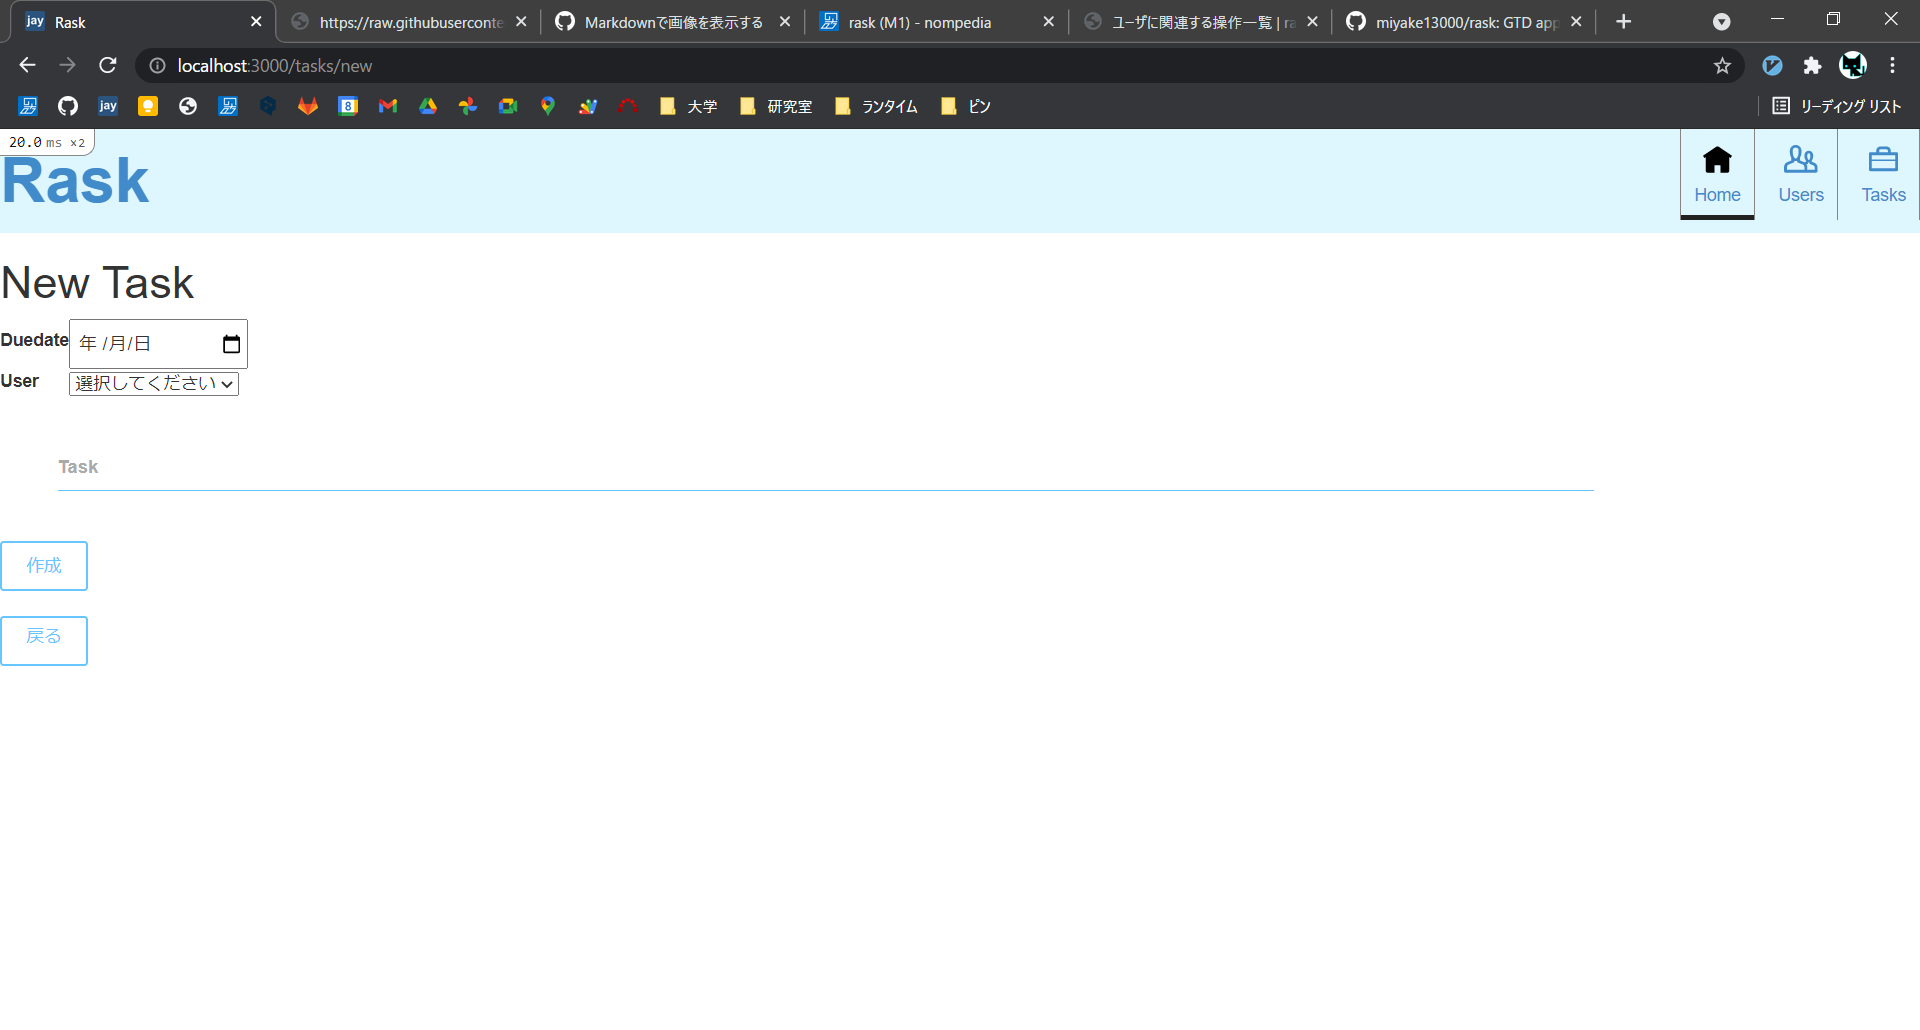 jay Rask
https://raw.githubuserconte
Markdownで画像を表示する
rask (M1) - nompedia
ユーザに関連する操作一覧 | ra
miyake13000/rask: GTD app
localhost:3000/tasks/new
jay
8
大学
研究室
ランタイム
ピン
リーディング リスト
20.0 ms ×2
Rask
Home
Users
Tasks
New Task
Duedate 年 /月/日
User 選択してください
Task
作成
戻る